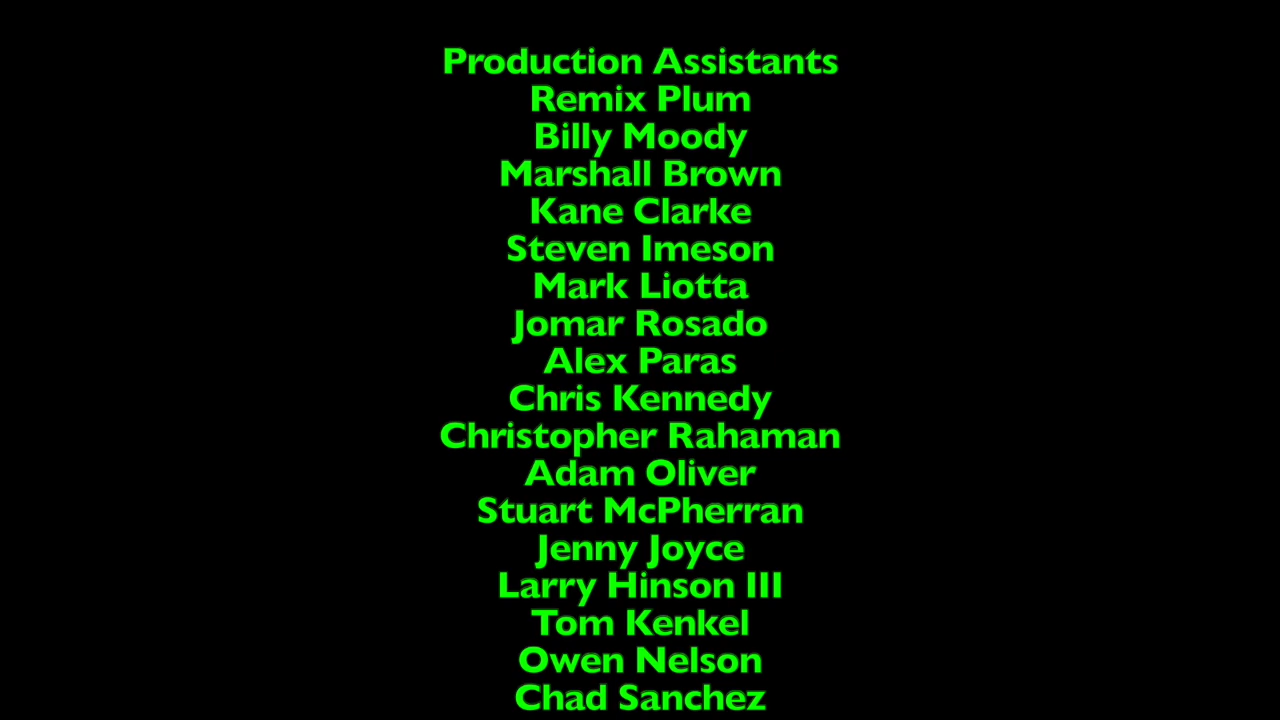 Production Assistants
Remix Plum
Billy Moody
Marshall Brown
Kane Clarke
Steven Imeson
Mark Liotta
Jomar Rosado
Alex Paras
Chris Kennedy
Christopher Rahaman
Adam Oliver
Stuart McPherran
Jenny Joyce
Larry Hinson III
Tom Kenkel
Owen Nelson
Chad Sanchez